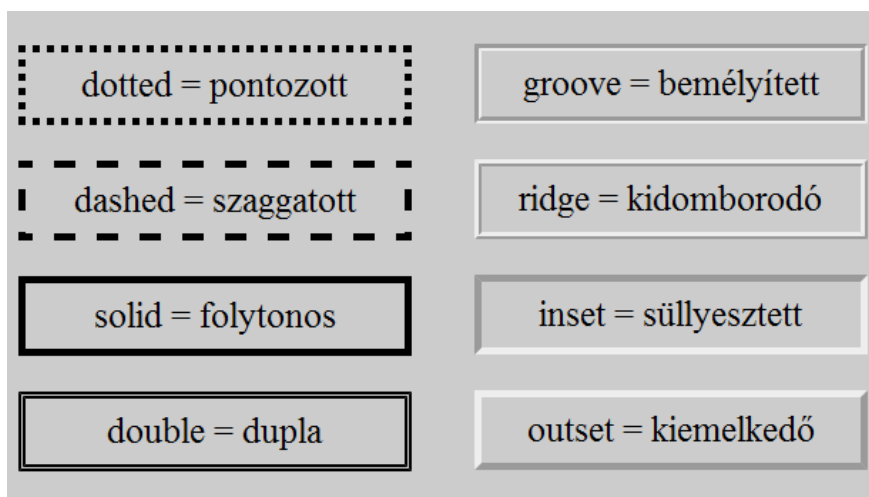 dotted = pontozott
groove = bemélyített
dashed = szaggatott
ridge = kidomborodó
solid = folytonos
inset = süllyesztett
double = dupla
outset = kiemelkedő